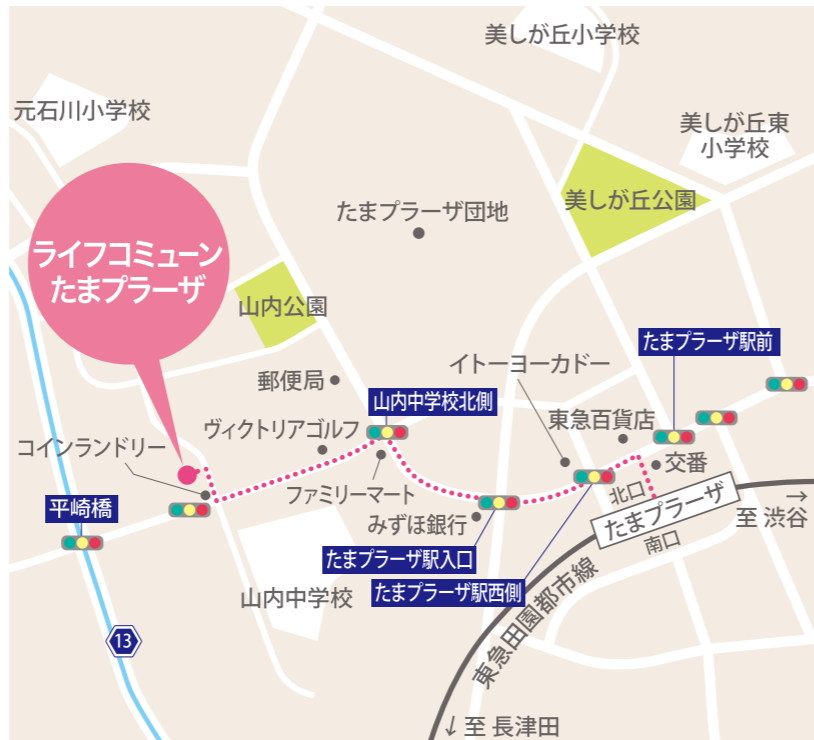 美しが丘小学校
元石川小学校
美しが丘東
小学校
美しが丘公園
たまプラーザ団地
ライフコミューン
たまプラーザ
山内公園
たまプラーザ駅前
イトーヨーカドー
郵便局
山内中学校北側
東急百貨店
ヴィクトリアゴルフ
コインランドリー
交番
ファミリーマート
北口
たまプラーザ
→
至 渋谷
平崎橋
みずほ銀行
南口
たまプラーザ駅入口
たまプラーザ駅西側
山内中学校
東急田園都市線
13
↓至 長津田